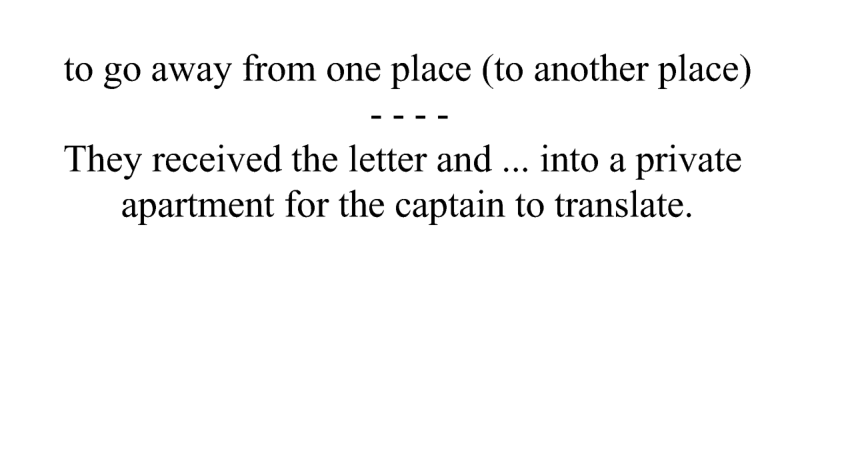 to go away from one place (to another place)
- - - -
They received the letter and ... into a private
apartment for the captain to translate.